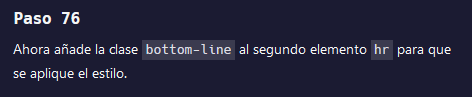 Paso 76
Ahora añade la clase bottom-line al segundo elemento hr para que
se aplique el estilo.